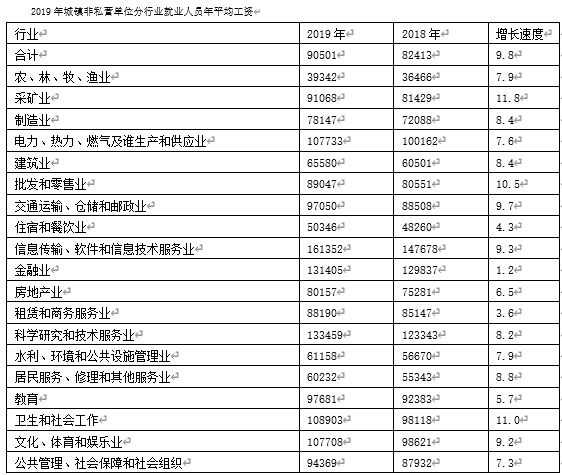 2019年城镇非私营单位分行业就业人员年平均工资
行业 2019年 2018年 增长速度
合计 90501 82413 9.8
农、林、牧、渔业 39342 36466 7.9
采矿业 91068 81429 11.8
制造业 78147 72088 8.4
电力、热力、燃气及谁生产和供应业 107733 100162 7.6
建筑业 65580 60501 8.4
批发和零售业 89047 80551 10.5
交通运输、仓储和邮政业 97050 88508 9.7
住宿和餐饮业 50346 48260 4.3
信息传输、软件和信息技术服务业 161352 147678 9.3
金融业 131405 129837 1.2
房地产业 80157 75281 6.5
租赁和商务服务业 88190 85147 3.6
科学研究和技术服务业 133459 123343 8.2
水利、环境和公共设施管理业 61158 56670 7.9
居民服务、修理和其他服务业 60232 55343 8.8
教育 97681 92383 5.7
卫生和社会工作 108903 98118 11.0
文化、体育和娱乐业 107708 98621 9.2
公共管理、社会保障和社会组织 94369 87932 7.3